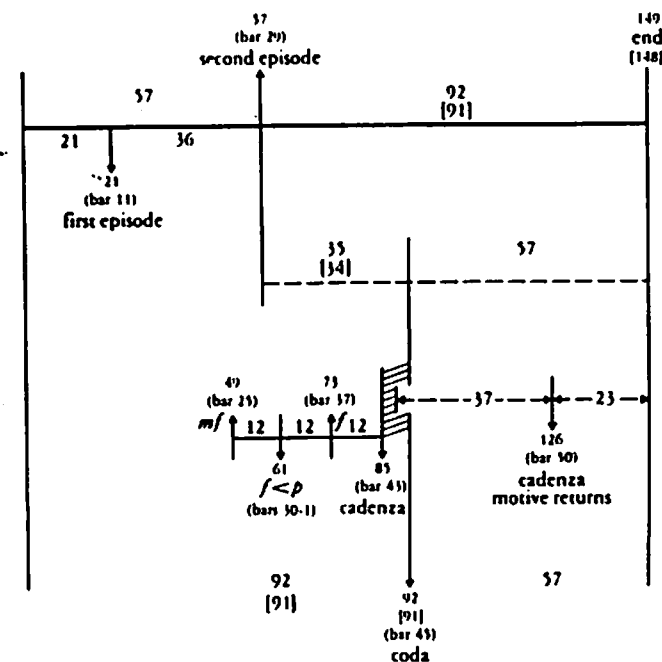 57
(bar 29)
second episode
149
end
[148]
57
92
[91]
21
36
21
(bar 11)
first episode
35
[34]
57
49
(bar 25)
mf
12
12
73
(bar 37)
f
12
37
23
61
f < p
(bars 30-1)
85
(bar 43)
cadenza
126
(bar 50)
cadenza
motive returns
92
[91]
57
92
[91]
(bar 45)
coda